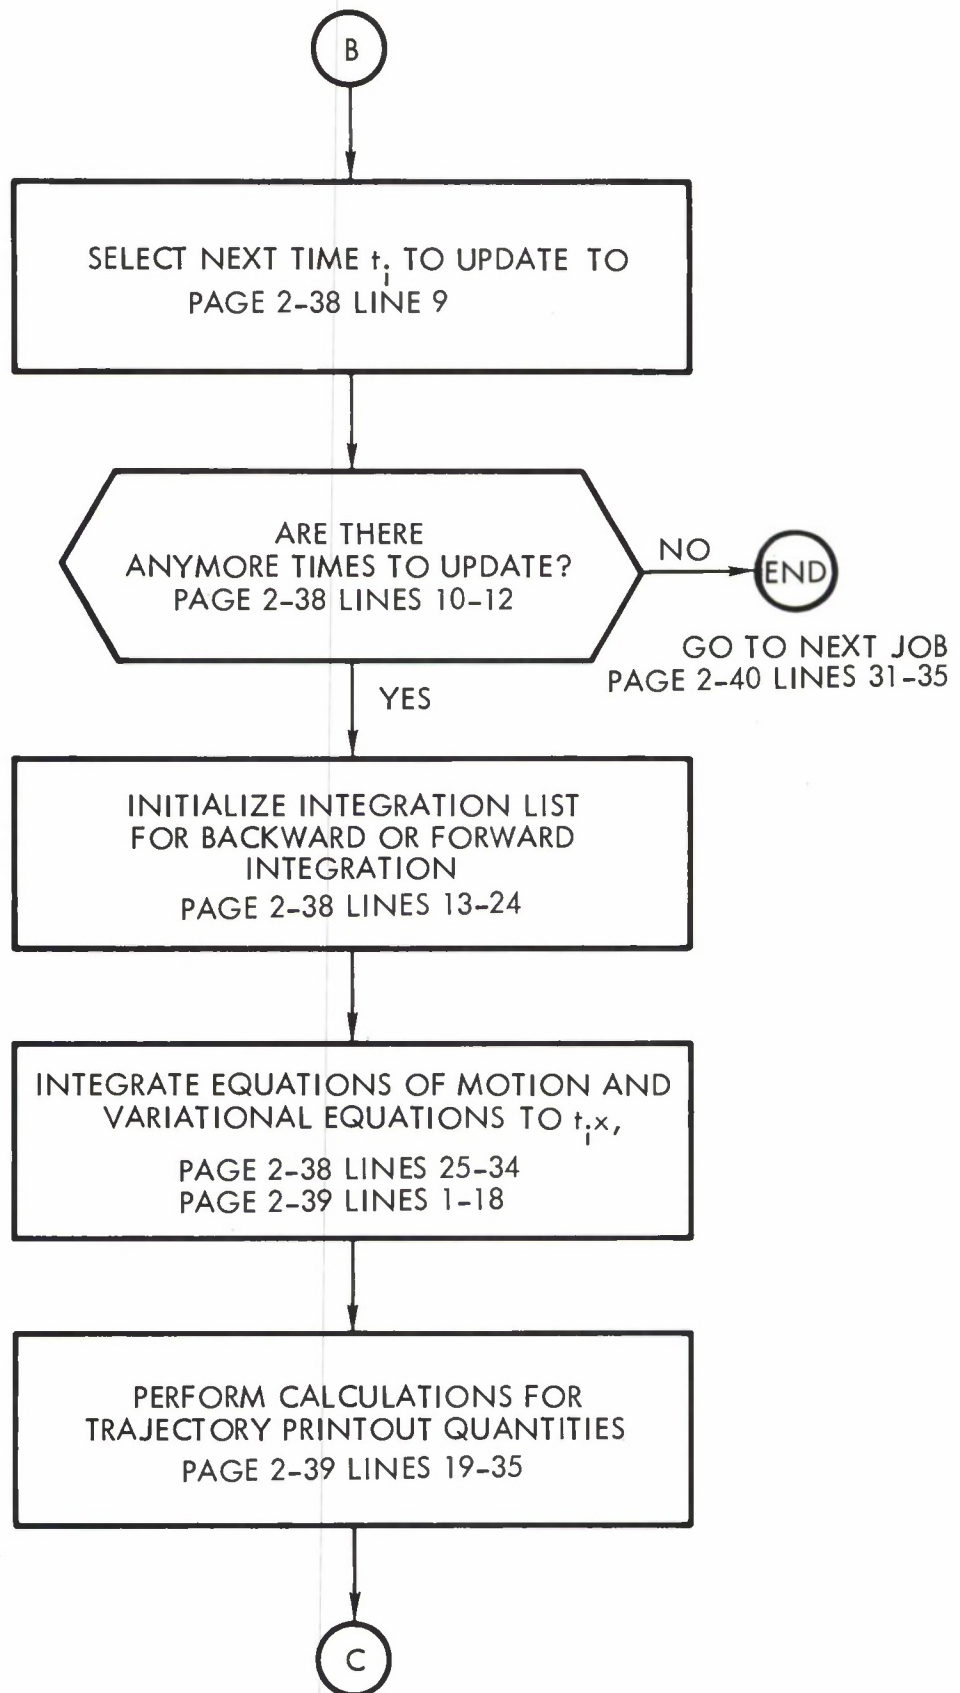 B
SELECT NEXT TIME tᵢ TO UPDATE TO
PAGE 2-38 LINE 9
ARE THERE
ANYMORE TIMES TO UPDATE?
PAGE 2-38 LINES 10-12
NO
END
GO TO NEXT JOB
PAGE 2-40 LINES 31-35
YES
INITIALIZE INTEGRATION LIST
FOR BACKWARD OR FORWARD
INTEGRATION
PAGE 2-38 LINES 13-24
INTEGRATE EQUATIONS OF MOTION AND
VARIATIONAL EQUATIONS TO tᵢx,
PAGE 2-38 LINES 25-34
PAGE 2-39 LINES 1-18
PERFORM CALCULATIONS FOR
TRAJECTORY PRINTOUT QUANTITIES
PAGE 2-39 LINES 19-35
C